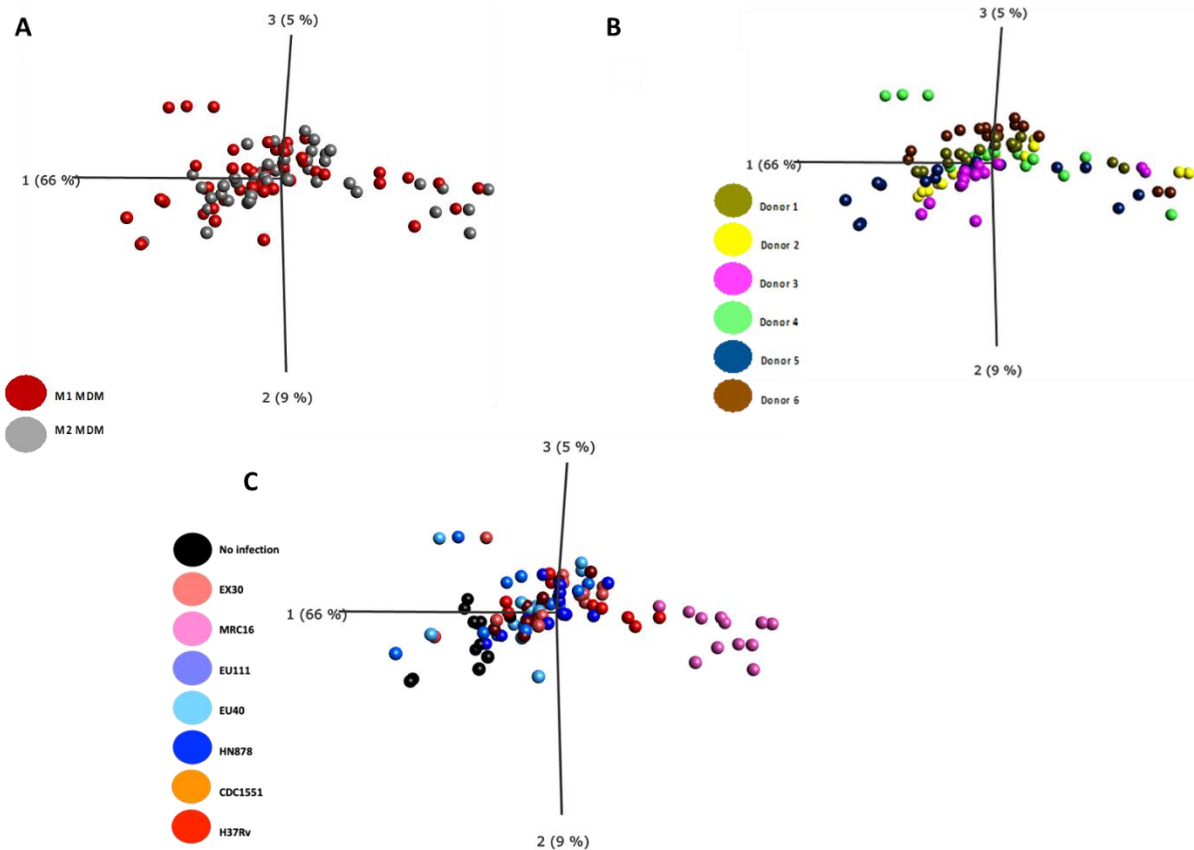 A
3 (5 %)
1 (66 %)
2 (9 %)
M1 MDM
M2 MDM
B
3 (5 %)
1 (66 %)
2 (9 %)
Donor 1
Donor 2
Donor 3
Donor 4
Donor 5
Donor 6
C
3 (5 %)
1 (66 %)
2 (9 %)
No infection
EX30
MRC16
EU111
EU40
HN878
CDC1551
H37Rv